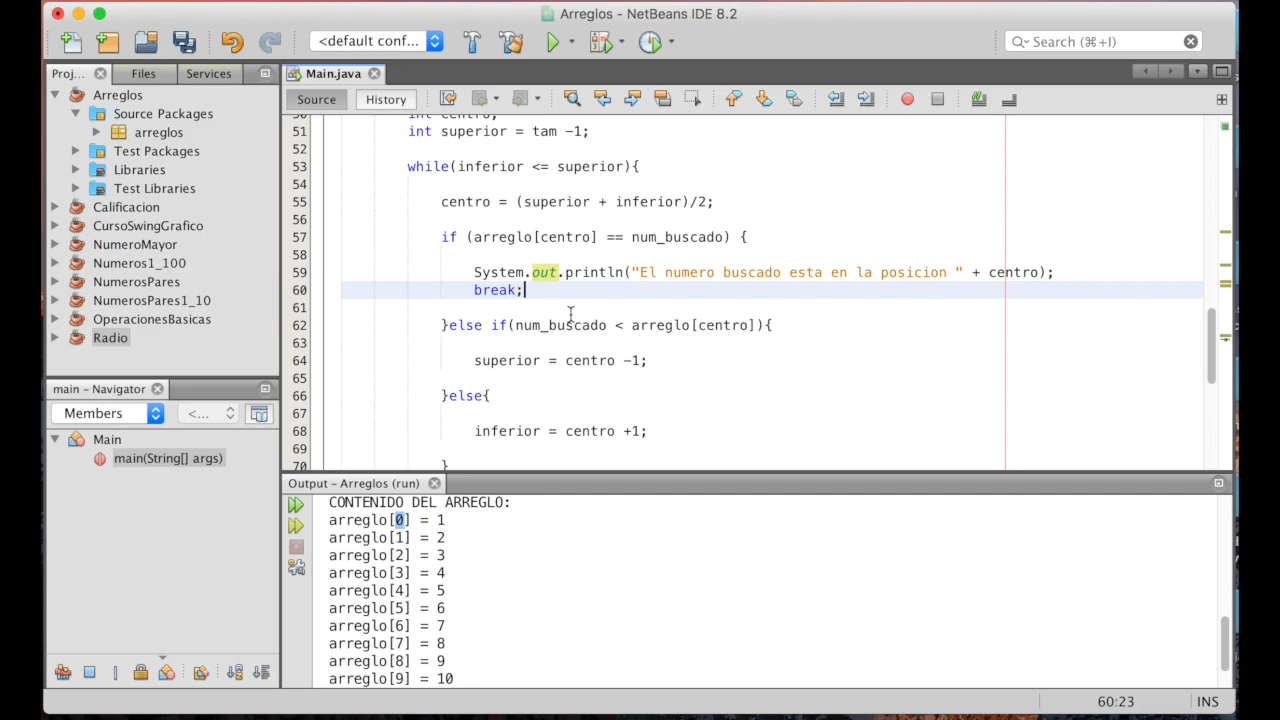 Arreglos - NetBeans IDE 8.2
<default conf...
Search (⌘+I)
Proj...
Files
Services
Main.java
Source
History
Arreglos
Source Packages
arreglos
Test Packages
Libraries
Test Libraries
Calificacion
CursoSwingGrafico
NumeroMayor
Numeros1_100
NumerosPares
NumerosPares1_10
OperacionesBasicas
Radio
main – Navigator
Members
<...
Main
main(String[] args)
50 int centro;
51 int superior = tam -1;
52
53 while(inferior <= superior){
54
55 centro = (superior + inferior)/2;
56
57 if (arreglo[centro] == num_buscado) {
58
59 System.out.println("El numero buscado esta en la posicion " + centro);
60 break;
61
62 }else if(num_buscado < arreglo[centro]){
63
64 superior = centro -1;
65
66 }else{
67
68 inferior = centro +1;
69
70 }
Output – Arreglos (run)
CONTENIDO DEL ARREGLO:
arreglo[0] = 1
arreglo[1] = 2
arreglo[2] = 3
arreglo[3] = 4
arreglo[4] = 5
arreglo[5] = 6
arreglo[6] = 7
arreglo[7] = 8
arreglo[8] = 9
arreglo[9] = 10
60:23
INS